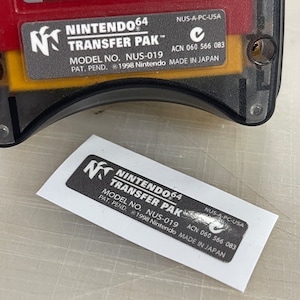 NUS-A-PC-USA
NINTENDO64
TRANSFER PAK™
ACN 060 566 083
MODEL NO. NUS-019
PAT. PEND. ©1998 Nintendo MADE IN JAPAN
NUS-A-PC-USA
NINTENDO64
TRANSFER PAK™
ACN 060 566 083
MODEL NO. NUS-019
PAT. PEND. ©1998 Nintendo MADE IN JAPAN